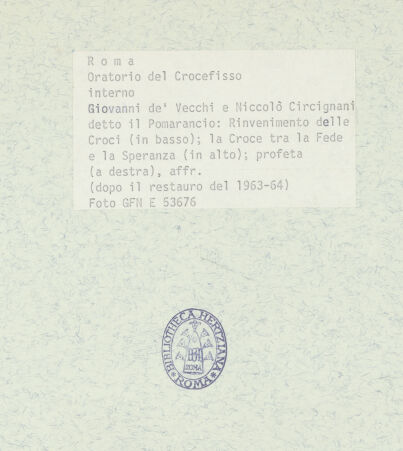 R o m a
Oratorio del Crocefisso
interno
Giovanni de' Vecchi e Niccolò Circignani
detto il Pomarancio: Rinvenimento delle
Croci (in basso); la Croce tra la Fede
e la Speranza (in alto); profeta
(a destra), affr.
(dopo il restauro del 1963-64)
Foto GFN E 53676
BIBLIOTHECA HERTZIANA
ROMA
ROMA